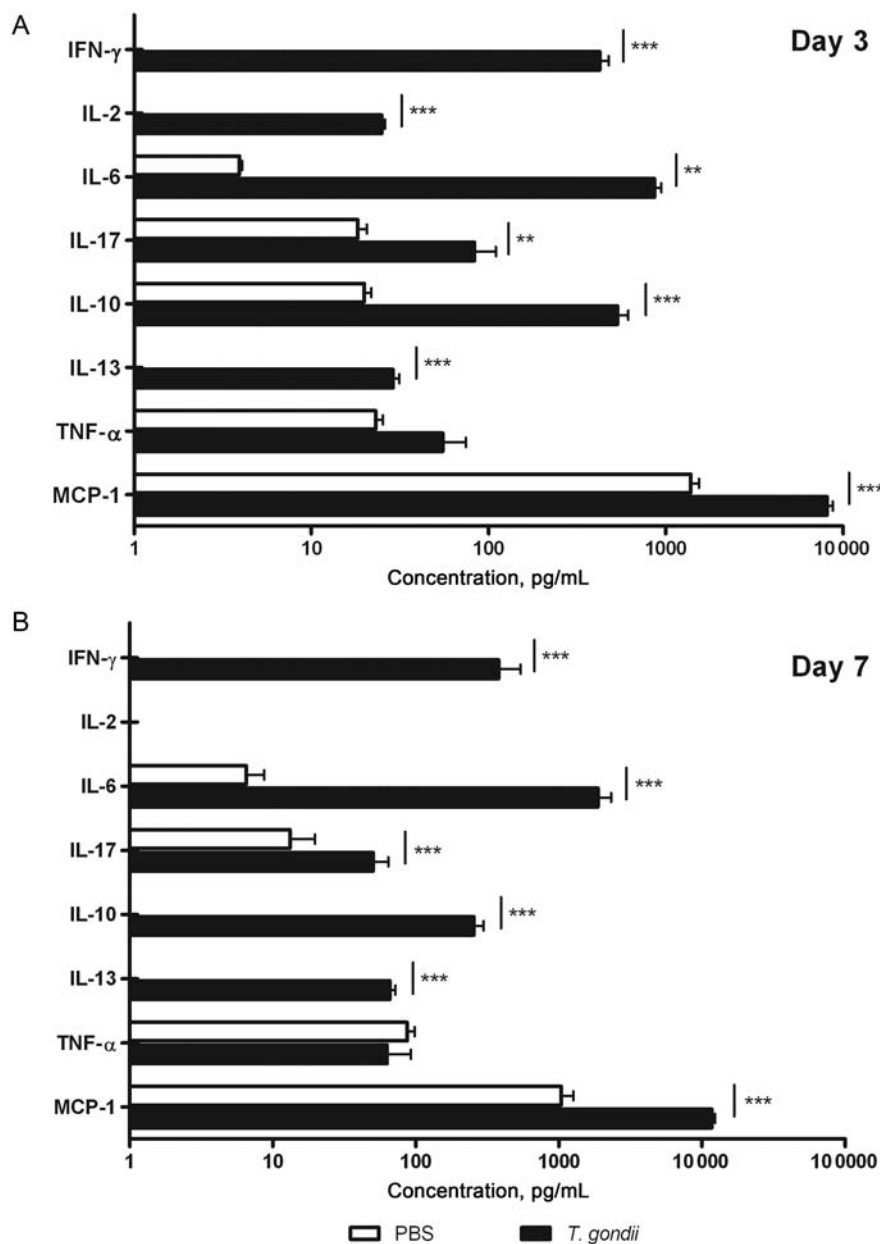 A
Day 3
IFN-γ ***
IL-2 ***
IL-6 **
IL-17 **
IL-10 ***
IL-13 ***
TNF-α
MCP-1 ***
1 10 100 1000 10 000
Concentration, pg/mL
B
Day 7
IFN-γ ***
IL-2
IL-6 ***
IL-17 ***
IL-10 ***
IL-13 ***
TNF-α
MCP-1 ***
1 10 100 1000 10 000 100 000
Concentration, pg/mL
PBS T. gondii